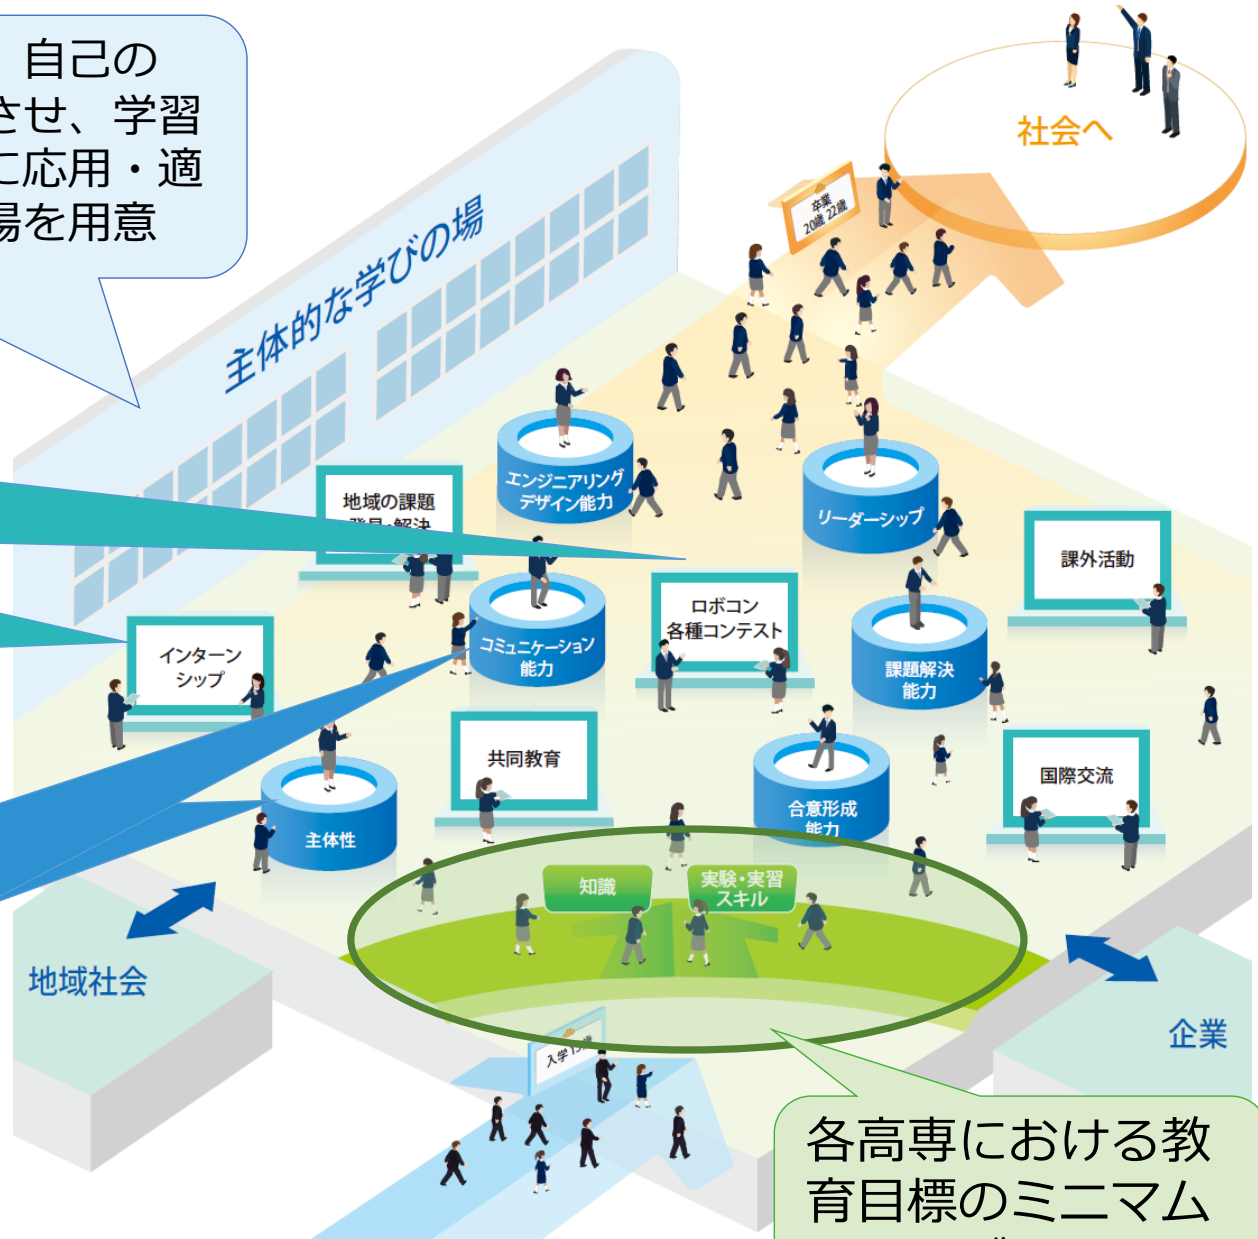 自己の
させ、学習
に応用・適
場を用意
社会へ
卒業
20歳 22歳
主体的な学びの場
エンジニアリング
デザイン能力
リーダーシップ
地域の課題
発見・解決
課外活動
ロボコン
各種コンテスト
コミュニケーション
能力
課題解決
能力
インターン
シップ
共同教育
国際交流
合意形成
能力
主体性
知識
実験・実習
スキル
地域社会
企業
入学 15歳
各高専における教
育目標のミニマム